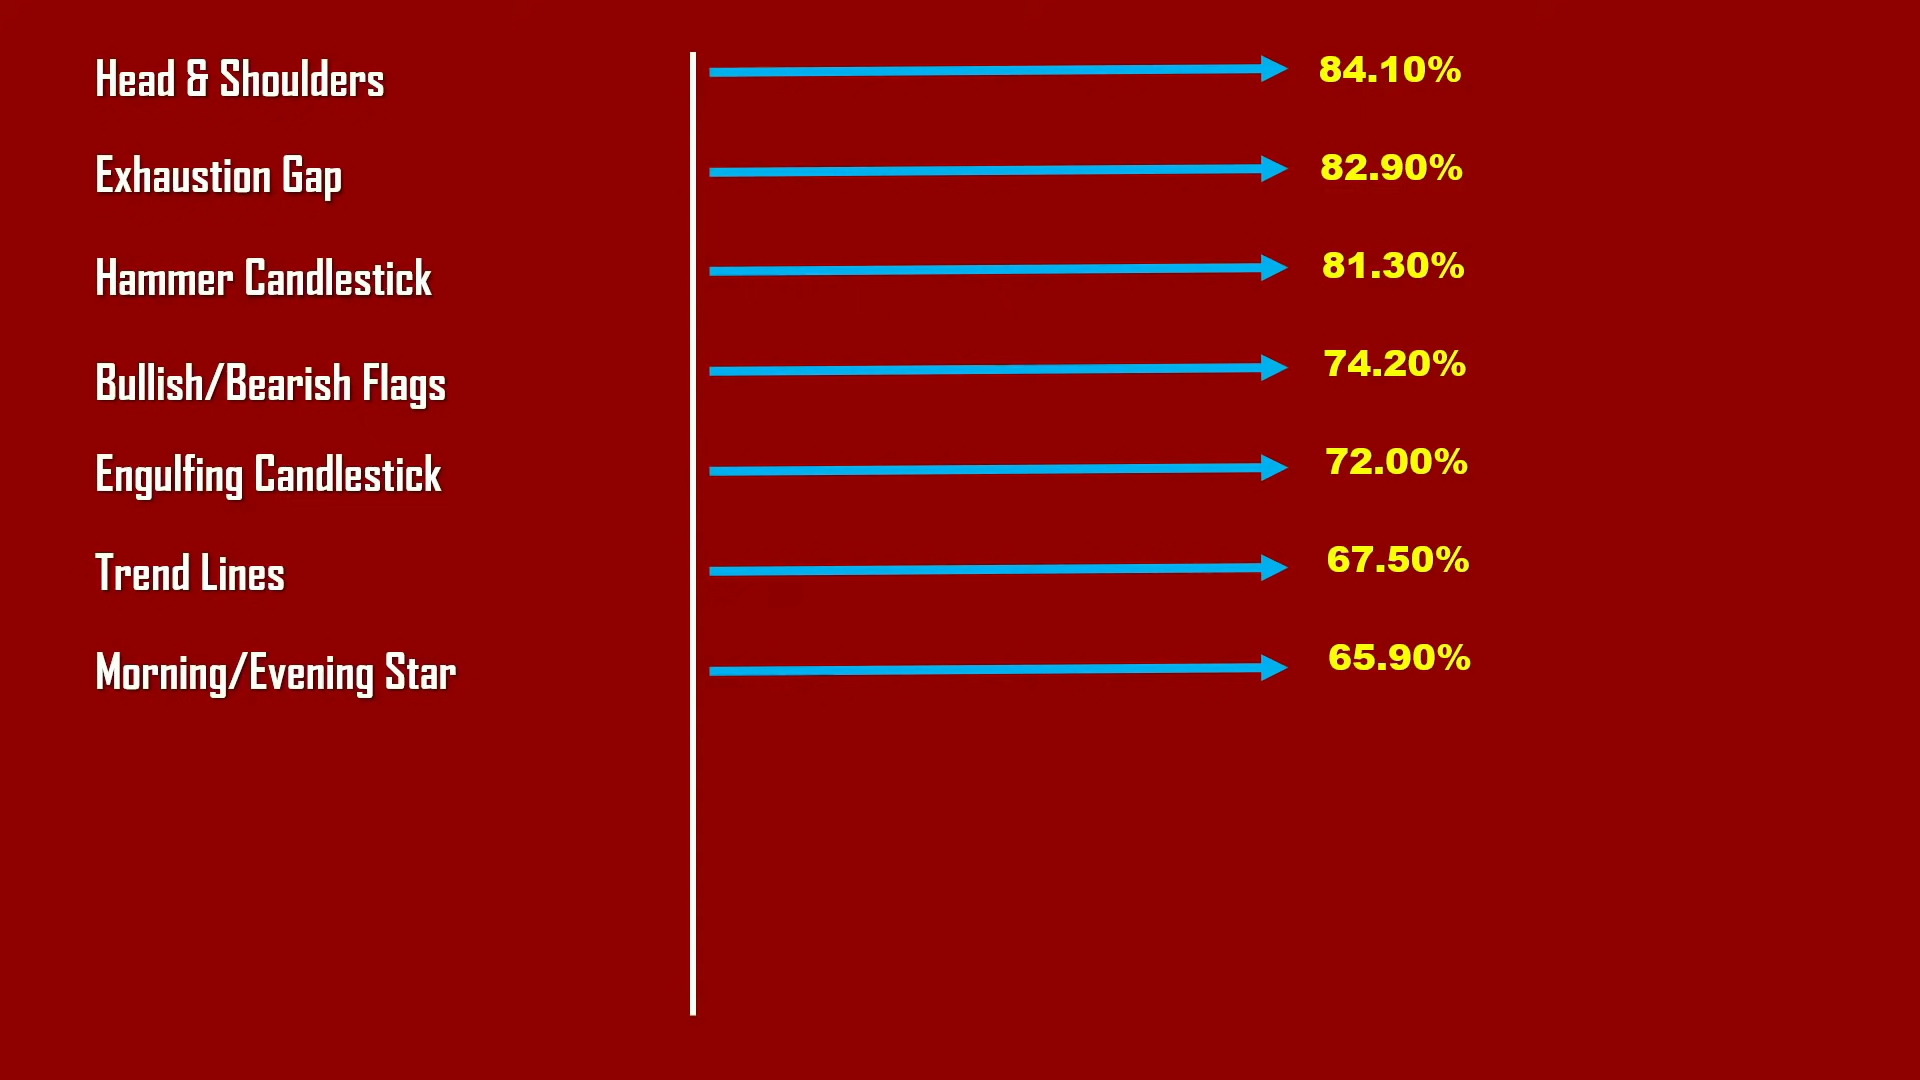 Head & Shoulders 84.10%
Exhaustion Gap 82.90%
Hammer Candlestick 81.30%
Bullish/Bearish Flags 74.20%
Engulfing Candlestick 72.00%
Trend Lines 67.50%
Morning/Evening Star 65.90%